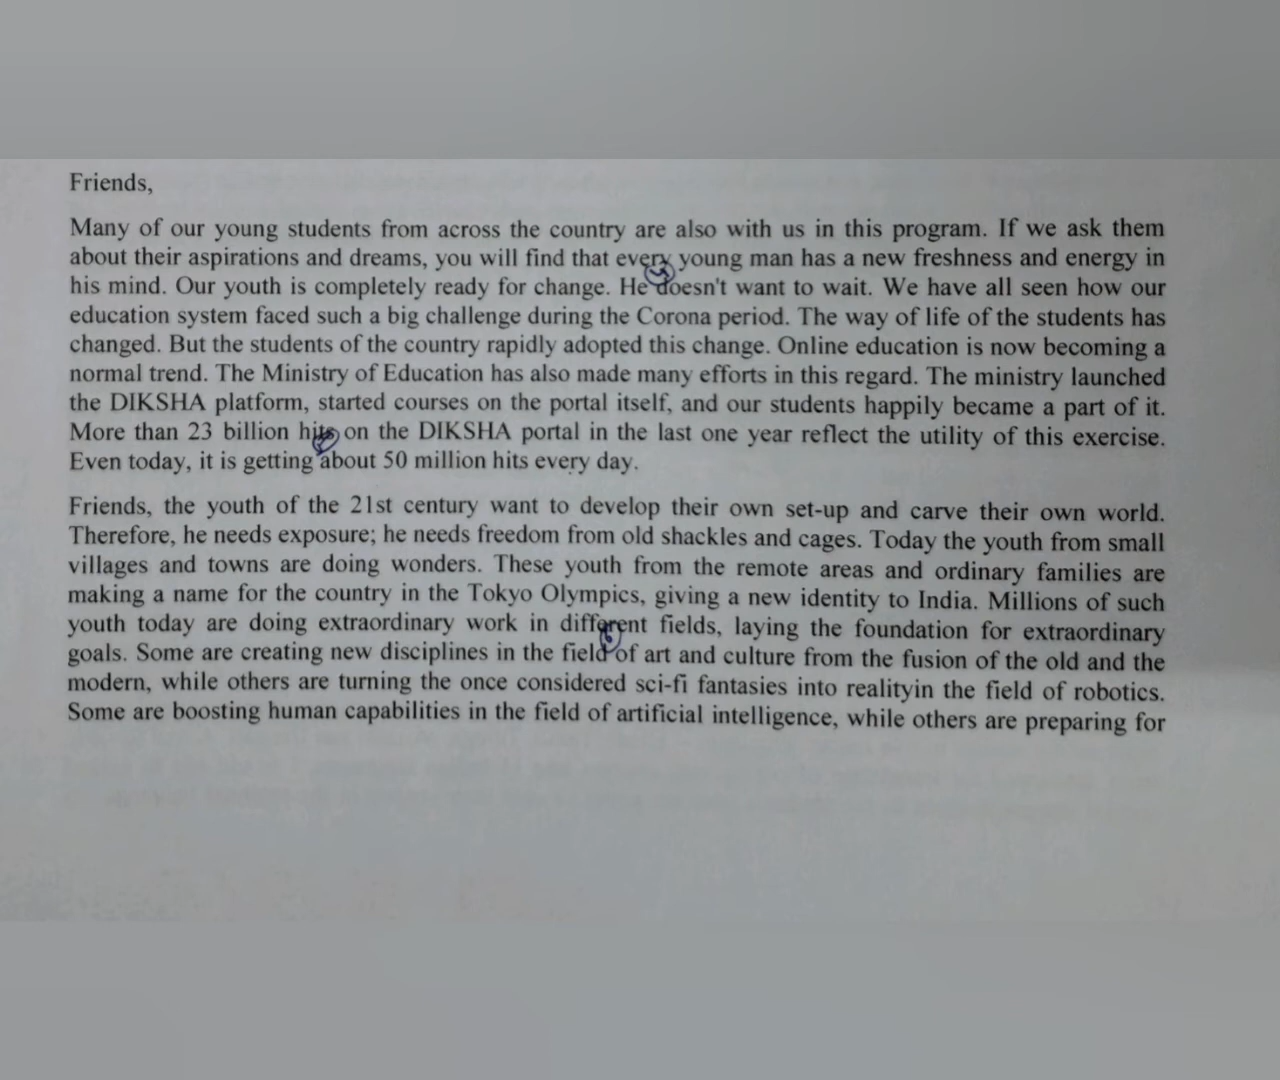 Friends,
Many of our young students from across the country are also with us in this program. If we ask them
about their aspirations and dreams, you will find that every young man has a new freshness and energy in
his mind. Our youth is completely ready for change. He doesn't want to wait. We have all seen how our
education system faced such a big challenge during the Corona period. The way of life of the students has
changed. But the students of the country rapidly adopted this change. Online education is now becoming a
normal trend. The Ministry of Education has also made many efforts in this regard. The ministry launched
the DIKSHA platform, started courses on the portal itself, and our students happily became a part of it.
More than 23 billion hits on the DIKSHA portal in the last one year reflect the utility of this exercise.
Even today, it is getting about 50 million hits every day.
Friends, the youth of the 21st century want to develop their own set-up and carve their own world.
Therefore, he needs exposure; he needs freedom from old shackles and cages. Today the youth from small
villages and towns are doing wonders. These youth from the remote areas and ordinary families are
making a name for the country in the Tokyo Olympics, giving a new identity to India. Millions of such
youth today are doing extraordinary work in different fields, laying the foundation for extraordinary
goals. Some are creating new disciplines in the field of art and culture from the fusion of the old and the
modern, while others are turning the once considered sci-fi fantasies into realityin the field of robotics.
Some are boosting human capabilities in the field of artificial intelligence, while others are preparing for